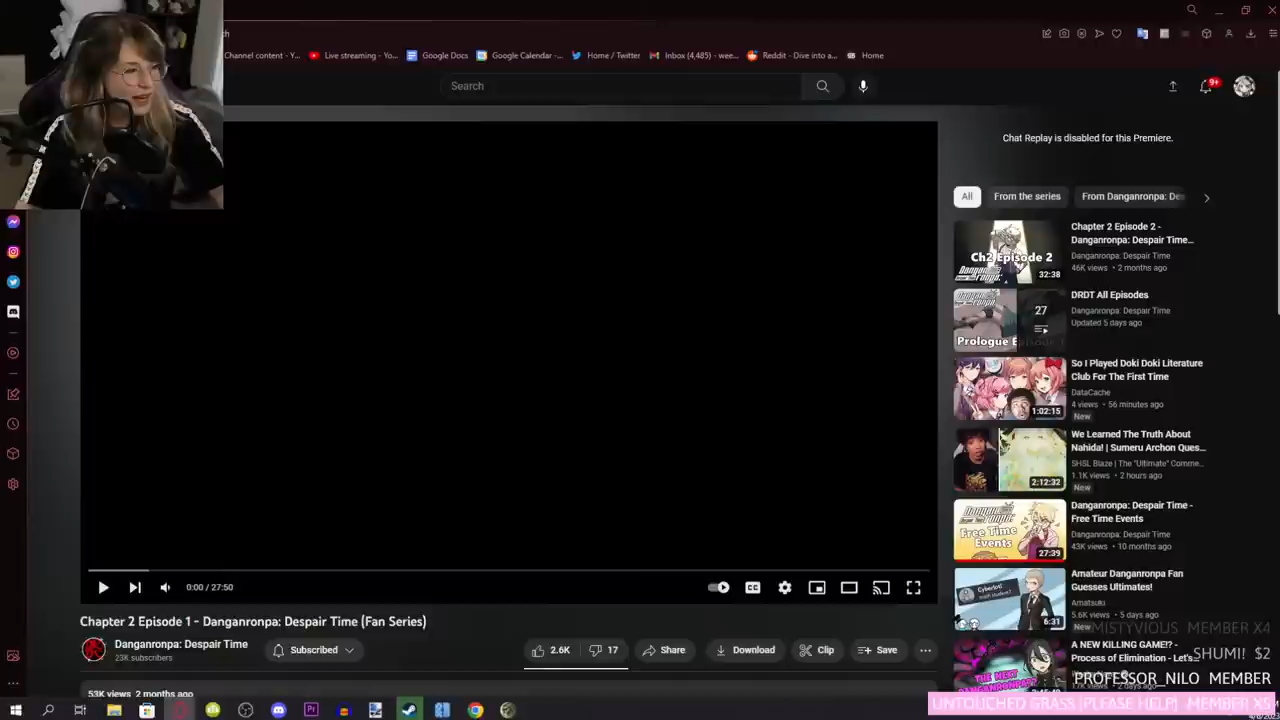 ch
Channel content - Y...
Live streaming - Yo...
Google Docs
Google Calendar -...
Home / Twitter
Inbox (4,485) - wee...
Reddit - Dive into a...
Home
Search
9+
Chat Replay is disabled for this Premiere.
All
From the series
From Danganronpa: De
Ch2 Episode 2
32:38
Chapter 2 Episode 2 -
Danganronpa: Despair Time...
Danganronpa: Despair Time
46K views • 2 months ago
27
Prologue E
DRDT All Episodes
Danganronpa: Despair Time
Updated 5 days ago
1:02:15
So I Played Doki Doki Literature
Club For The First Time
DataCache
4 views • 56 minutes ago
New
2:12:32
We Learned The Truth About
Nahida! | Sumeru Archon Ques...
SHSL Blaze | The "Ultimate" Comme...
1.1K views • 2 hours ago
New
Free Time
Events
27:39
Danganronpa: Despair Time -
Free Time Events
Danganronpa: Despair Time
43K views • 10 months ago
6:31
Amateur Danganronpa Fan
Guesses Ultimates!
Amatsuki
5.6K views • 5 days ago
New
A NEW KILLING GAME!? -
Process of Elimination - Let's...
0:00 / 27:50
Chapter 2 Episode 1 - Danganronpa: Despair Time (Fan Series)
Danganronpa: Despair Time
23K subscribers
Subscribed
2.6K
17
Share
Download
Clip
Save
53K views 2 months ago
MISTYVIOUS MEMBER X4
SHUMI! $2
PROFESSOR_NILO MEMBER
UNTOUCHED GRASS (PLEASE HELP) MEMBER X5